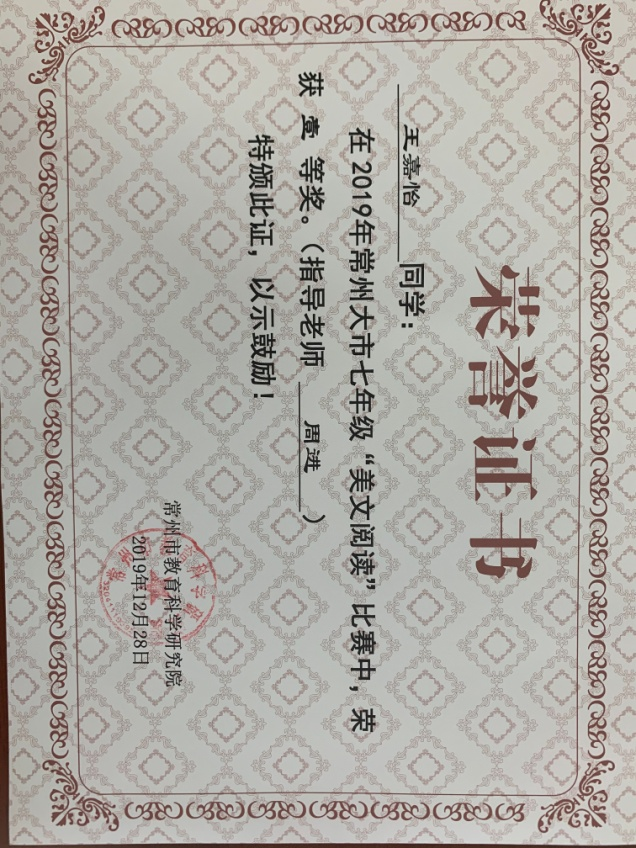 荣誉证书
王嘉怡 同学：
在2019年常州大市七年级“美文阅读”比赛中，荣
获 壹 等奖。（指导老师 周进 ）
特颁此证，以示鼓励！
常州市教育科学研究院
2019年12月28日